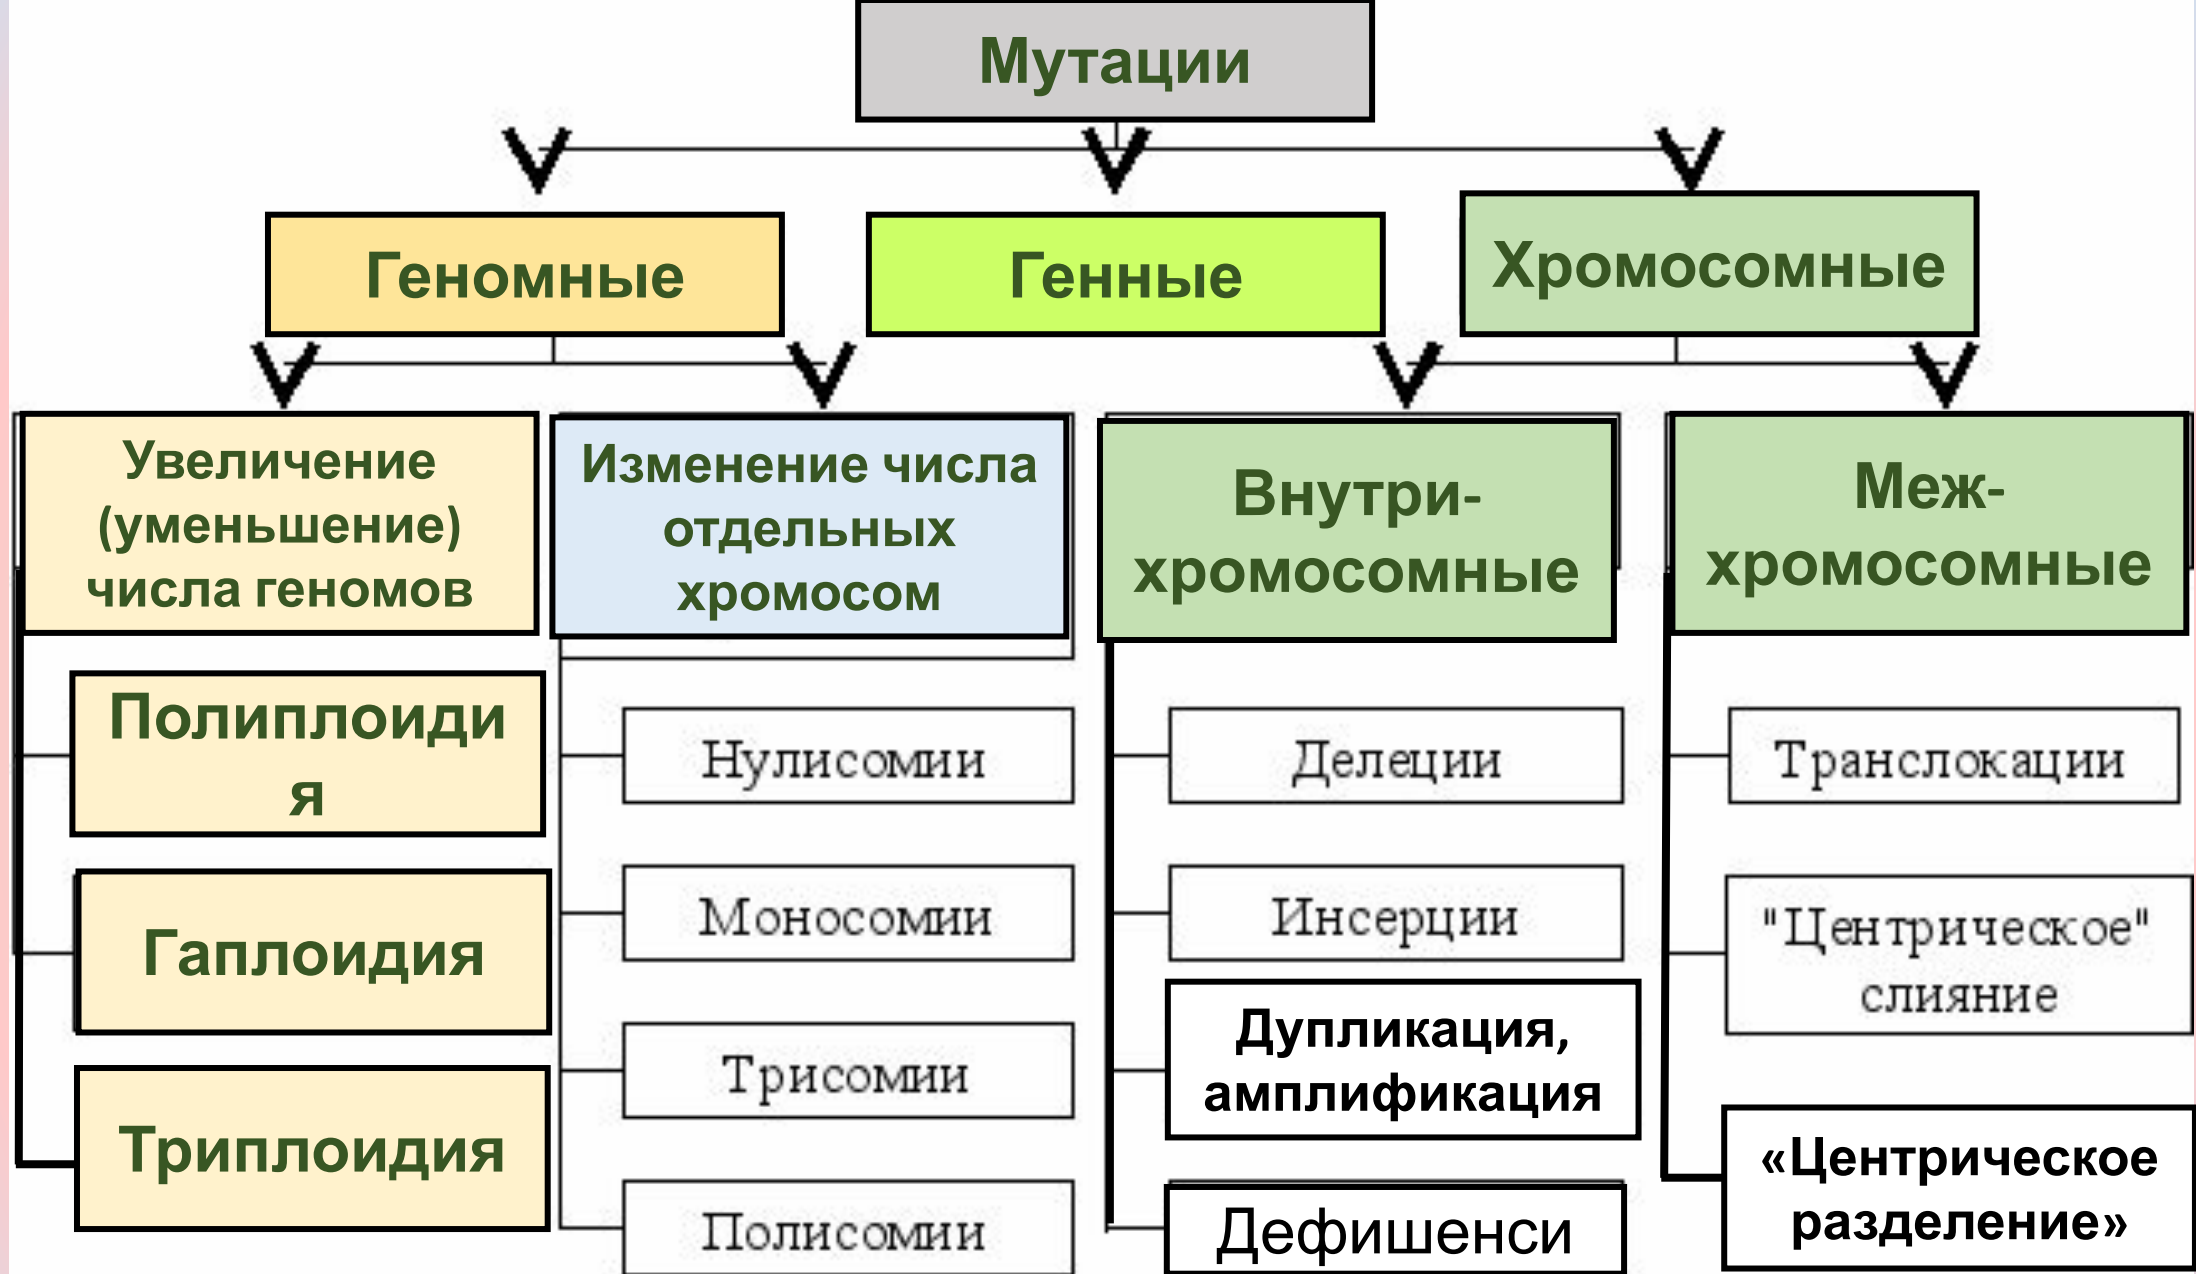 Мутации
Геномные
Генные
Хромосомные
Увеличение
(уменьшение)
числа геномов
Изменение числа
отдельных
хромосом
Внутри-
хромосомные
Меж-
хромосомные
Полиплоиди
я
Гаплоидия
Триплоидия
Нулисомии
Моносомии
Трисомии
Полисомии
Делеции
Инсерции
Дупликация,
амплификация
Дефишенси
Транслокации
"Центрическое"
слияние
«Центрическое
разделение»